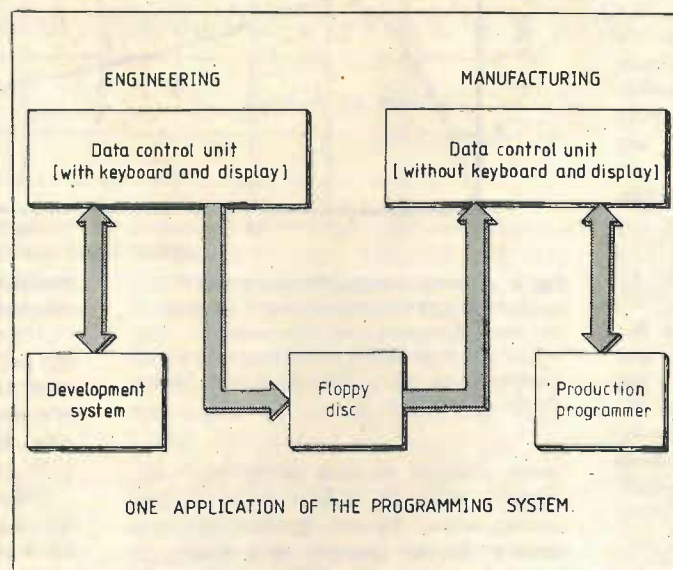 ENGINEERING
MANUFACTURING
Data control unit
[with keyboard and display]
Data control unit
[without keyboard and display]
Development
system
Floppy
disc
Production
programmer
ONE APPLICATION OF THE PROGRAMMING SYSTEM.